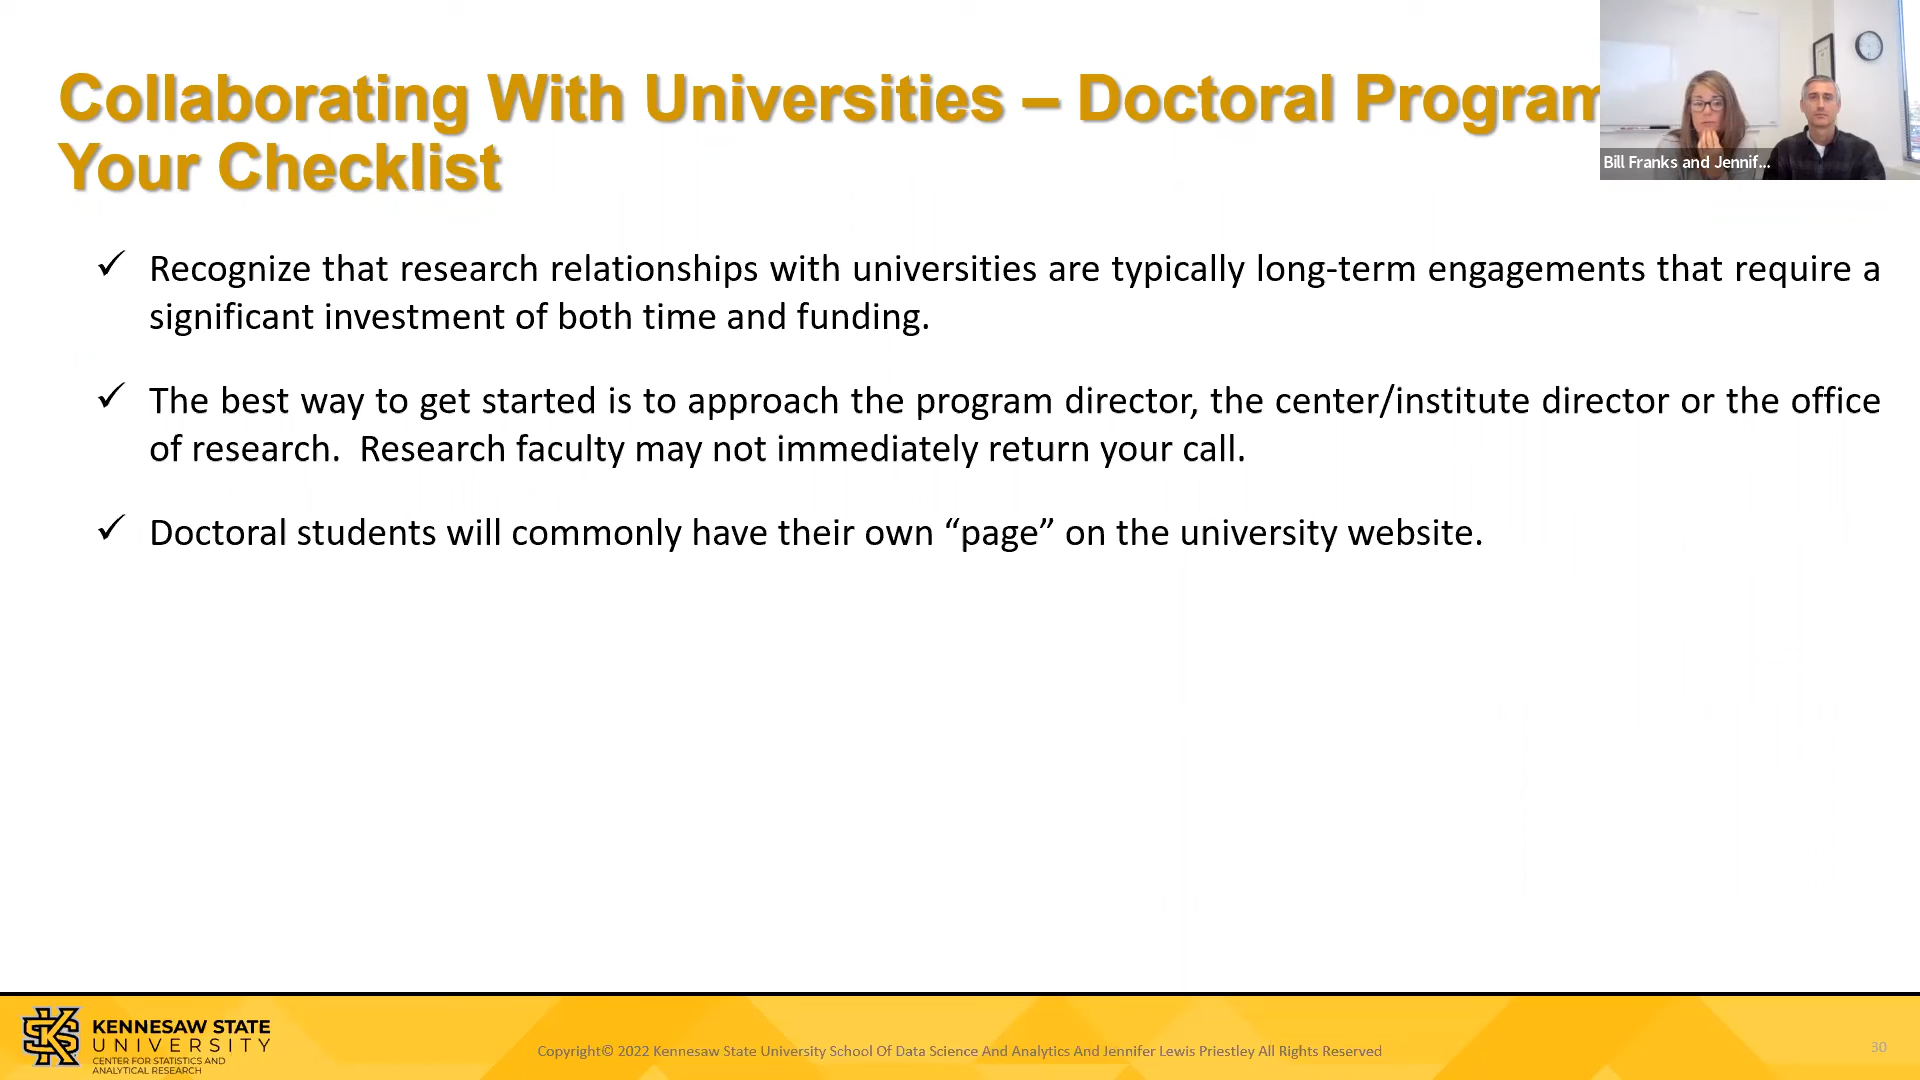 Collaborating With Universities – Doctoral Program
Your Checklist
Bill Franks and Jennif...
✓ Recognize that research relationships with universities are typically long-term engagements that require a
significant investment of both time and funding.
✓ The best way to get started is to approach the program director, the center/institute director or the office
of research.  Research faculty may not immediately return your call.
✓ Doctoral students will commonly have their own “page” on the university website.
KENNESAW STATE
UNIVERSITY
CENTER FOR STATISTICS AND
ANALYTICAL RESEARCH
Copyright© 2022 Kennesaw State University School Of Data Science And Analytics And Jennifer Lewis Priestley All Rights Reserved
30